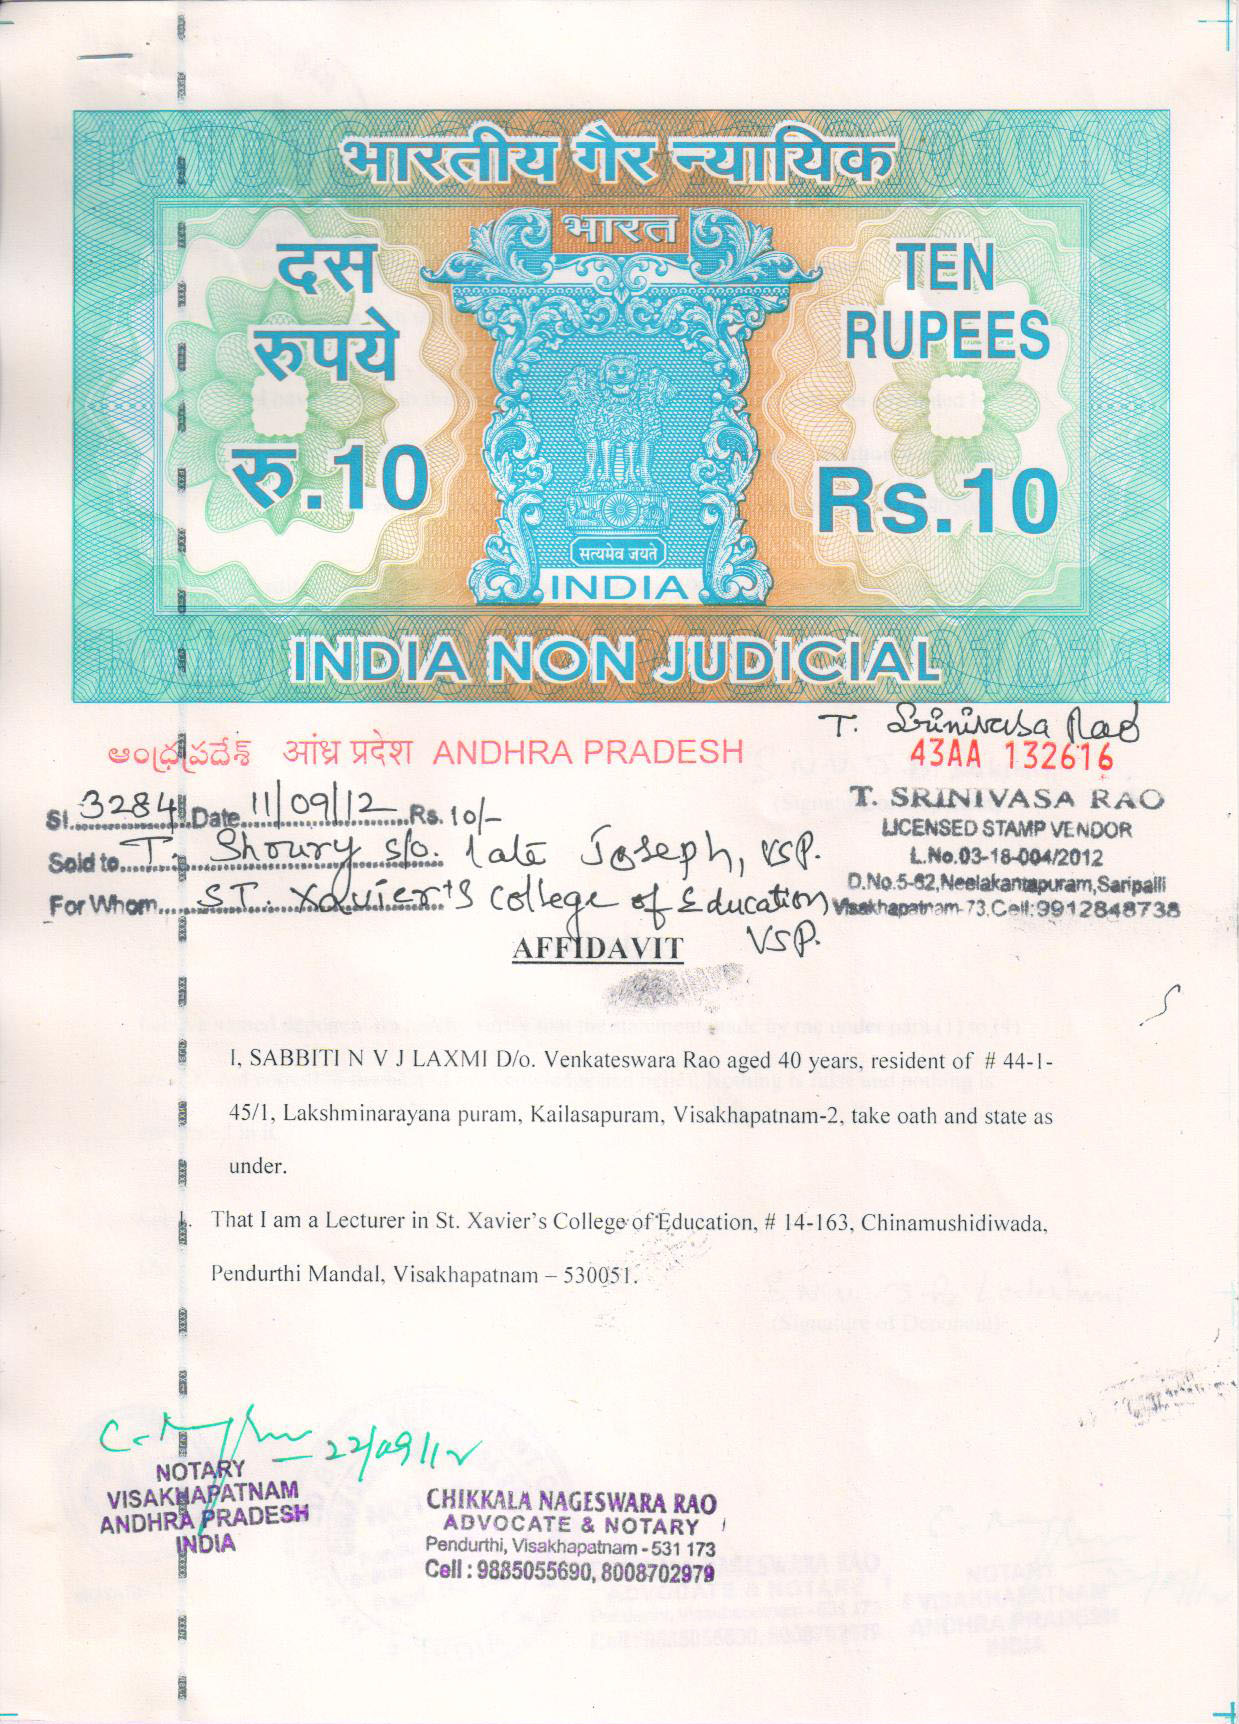 भारतीय गैर न्यायिक
भारत
दस
रुपये
रु.10
TEN
RUPEES
Rs.10
सत्यमेव जयते
INDIA
INDIA NON JUDICIAL
T. Srinivasa Rao
ఆంధ్రప్రదేశ్ आंध्र प्रदेश ANDHRA PRADESH
43AA 132616
Sl. 3284 Date 11/09/12 Rs. 10/-
Sold to T. Shoury s/o. late Joseph, VSP.
For Whom ST. Xavier's College of Education
VSP.
T. SRINIVASA RAO
LICENSED STAMP VENDOR
L.No.03-18-004/2012
D.No.5-62, Neelakantapuram, Saripalli
Visakhapatnam-73, Cell:9912848738
AFFIDAVIT
I, SABBITI N V J LAXMI D/o. Venkateswara Rao aged 40 years, resident of # 44-1-
45/1, Lakshminarayana puram, Kailasapuram, Visakhapatnam-2, take oath and state as
under.
1. That I am a Lecturer in St. Xavier's College of Education, # 14-163, Chinamushidiwada,
Pendurthi Mandal, Visakhapatnam – 530051.
22/09/12
NOTARY
VISAKHAPATNAM
ANDHRA PRADESH
INDIA
CHIKKALA NAGESWARA RAO
ADVOCATE & NOTARY
Pendurthi, Visakhapatnam - 531 173
Cell : 9885055690, 8008702979